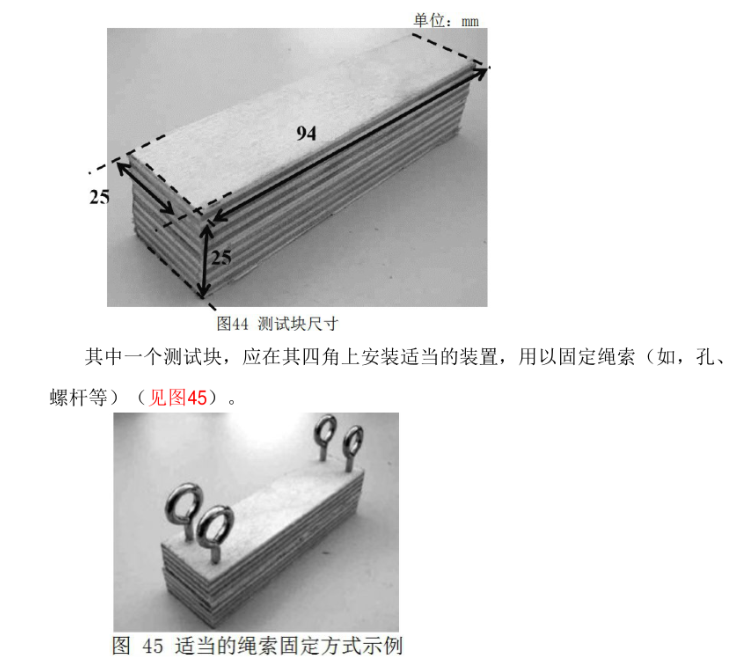 单位：mm
94
25
25
图44 测试块尺寸
其中一个测试块，应在其四角上安装适当的装置，用以固定绳索（如，孔、
螺杆等）（见图45）。
图 45 适当的绳索固定方式示例